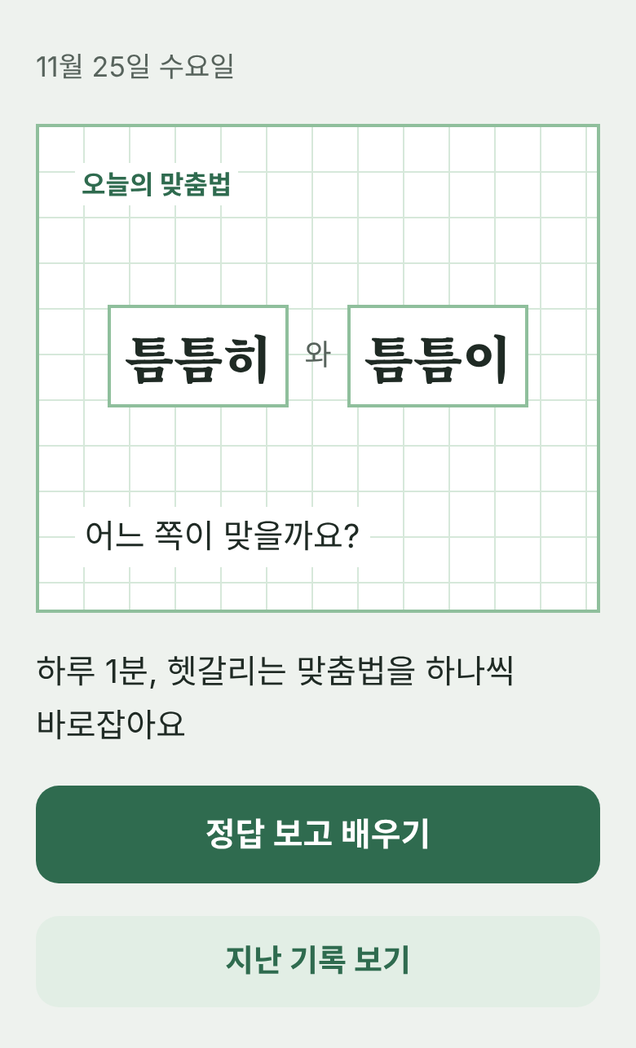 11월 25일 수요일
오늘의 맞춤법
틈틈히 와 틈틈이
어느 쪽이 맞을까요?
하루 1분, 헷갈리는 맞춤법을 하나씩
바로잡아요
정답 보고 배우기
지난 기록 보기